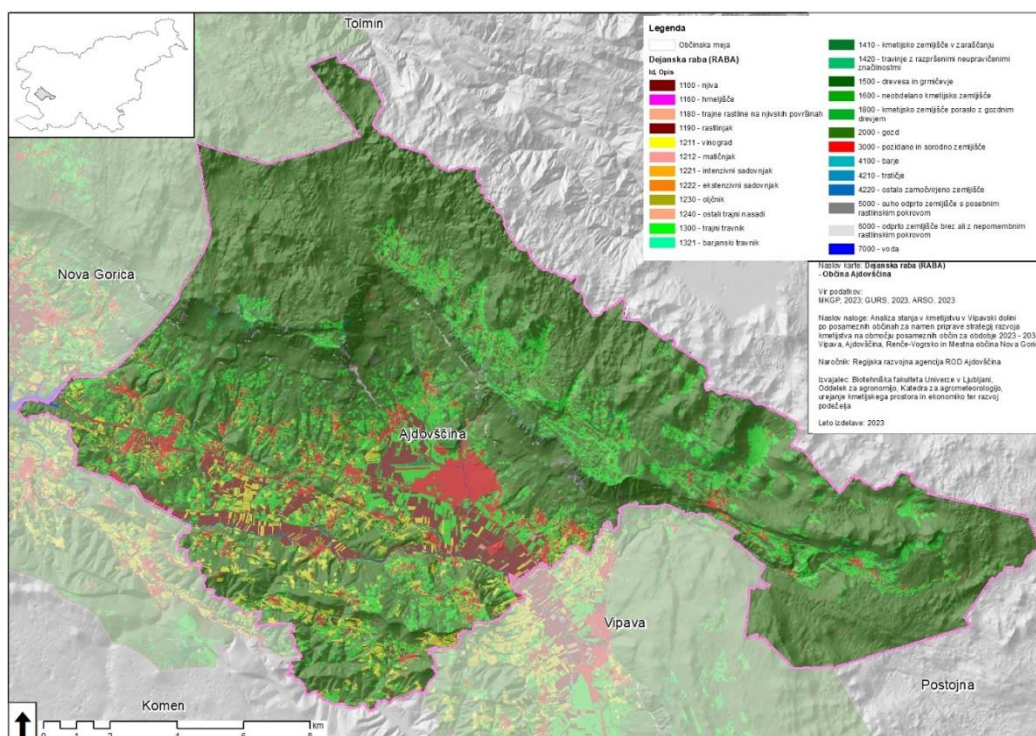 Tolmin
Nova Gorica
Ajdovščina
Vipava
Komen
Postojna
0 1 2 4 6 8
km
Legenda
Občinska meja
Dejanska raba (RABA)
Id, Opis
1100 - njiva
1160 - hmeljišče
1180 - trajne rastline na njivskih površinah
1190 - rastlinjak
1211 - vinograd
1212 - matičnjak
1221 - intenzivni sadovnjak
1222 - ekstenzivni sadovnjak
1230 - oljčnik
1240 - ostali trajni nasadi
1300 - trajni travnik
1321 - barjanski travnik
1410 - kmetijsko zemljišče v zaraščanju
1420 - travinje z razpršenimi neupravičenimi
značilnostmi
1500 - drevesa in grmičevje
1600 - neobdelano kmetijsko zemljišče
1800 - kmetijsko zemljišče poraslo z gozdnim
drevjem
2000 - gozd
3000 - pozidano in sorodno zemljišče
4100 - barje
4210 - trstičje
4220 - ostalo zamočvirjeno zemljišče
5000 - suho odprto zemljišče s posebnim
rastlinskim pokrovom
6000 - odprto zemljišče brez ali z nepomembnim
rastlinskim pokrovom
7000 - voda
Naslov karte: Dejanska raba (RABA)
- Občina Ajdovščina
Vir podatkov:
MKGP, 2023; GURS, 2023, ARSO, 2023
Naslov naloge: Analiza stanja v kmetijstvu v Vipavski dolini
po posameznih občinah za namen priprave strategij razvoja
kmetijstva na območju posameznih občin za obdobje 2023 - 203
Vipava, Ajdovščina, Renče-Vogrsko in Mestna občina Nova Gori
Naročnik: Regijska razvojna agencija ROD Ajdovščina
Izvajalec: Biotehniška fakulteta Univerze v Ljubljani,
Oddelek za agronomijo, Katedra za agrometeorologijo,
urejanje kmetijskega prostora in ekonomiko ter razvoj
podeželja
Leto izdelave: 2023